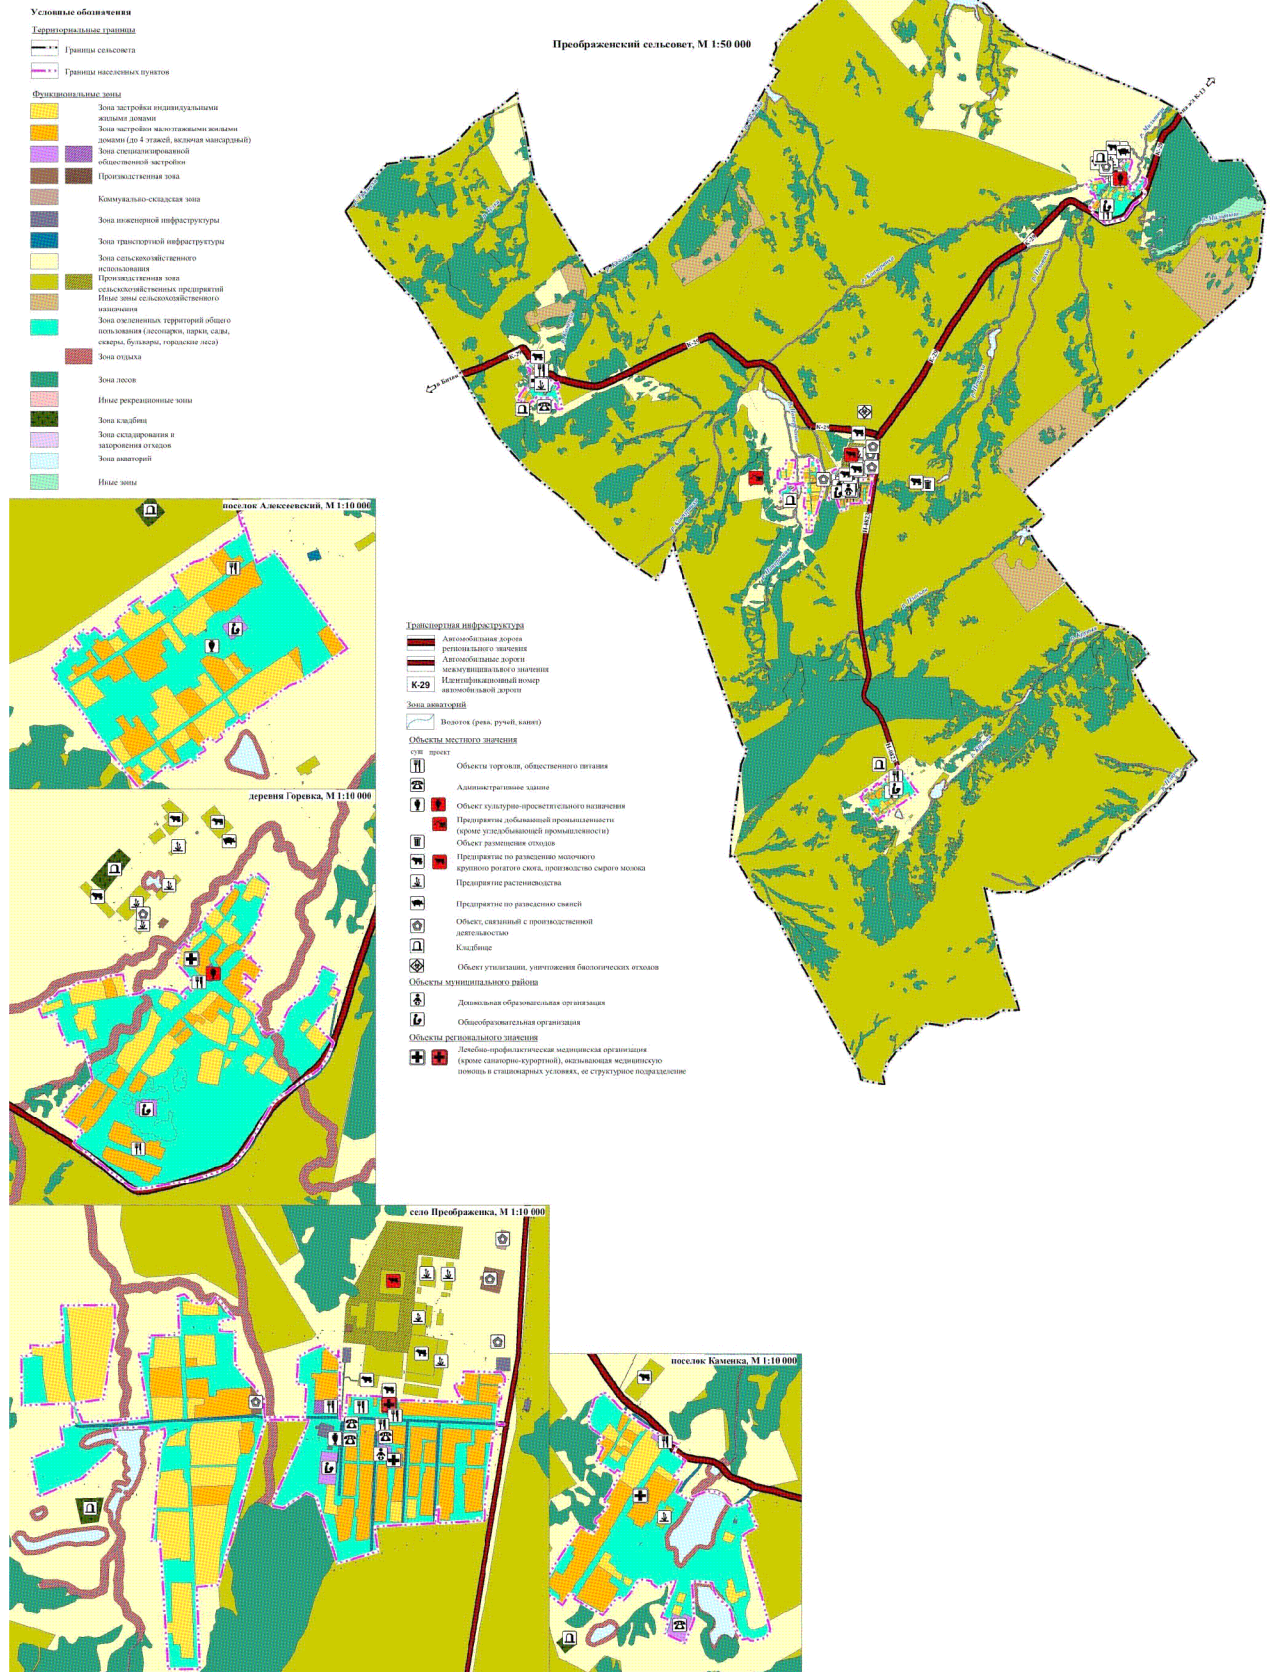 Условные обозначения
Территориальные границы
Границы сельсовета
Границы населенных пунктов
Функциональные зоны
Зона застройки индивидуальными
жилыми домами
Зона застройки малоэтажными жилыми
домами (до 4 этажей, включая мансардный)
Зона специализированной
общественной застройки
Производственная зона
Коммунально-складская зона
Зона инженерной инфраструктуры
Зона транспортной инфраструктуры
Зона сельскохозяйственного
использования
Производственная зона
сельскохозяйственных предприятий
Иные зоны сельскохозяйственного
назначения
Зона озелененных территорий общего
пользования (лесопарки, парки, сады,
скверы, бульвары, городские леса)
Зона отдыха
Зона лесов
Иные рекреационные зоны
Зона кладбищ
Зона складирования и
захоронения отходов
Зона акваторий
Иные зоны
Преображенский сельсовет, М 1:50 000
К-29
К-29
К-29
К-29
поселок Алексеевский, М 1:10 000
деревня Горевка, М 1:10 000
Транспортная инфраструктура
Автомобильная дорога
регионального значения
Автомобильные дороги
межмуниципального значения
К-29
Идентификационный номер
автомобильной дороги
Зона акваторий
Водоток (река, ручей, канал)
Объекты местного значения
сущ проект
Объекты торговли, общественного питания
Административное здание
Объект культурно-просветительного назначения
Предприятие добывающей промышленности
(кроме угледобывающей промышленности)
Объект размещения отходов
Предприятие по разведению молочного
крупного рогатого скота, производство сырого молока
Предприятие растениеводства
Предприятие по разведению свиней
Объект, связанный с производственной
деятельностью
Кладбище
Объект утилизации, уничтожения биологических отходов
Объекты муниципального района
Дошкольная образовательная организация
Общеобразовательная организация
Объекты регионального значения
Лечебно-профилактическая медицинская организация
(кроме санаторно-курортной), оказывающая медицинскую
помощь в стационарных условиях, ее структурное подразделение
село Преображенка, М 1:10 000
поселок Каменка, М 1:10 000